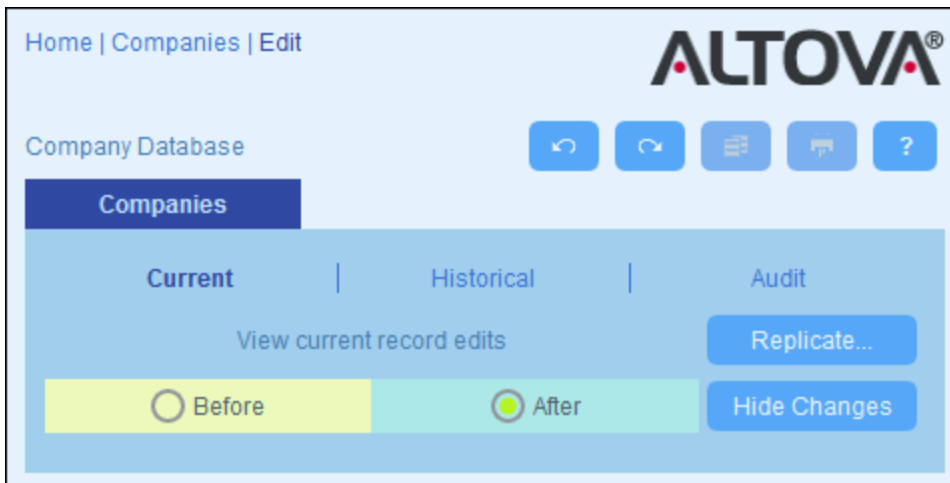 Home | Companies | Edit
ALTOVA®
Company Database
?
Companies
Current | Historical | Audit
View current record edits
Replicate...
Before
After
Hide Changes